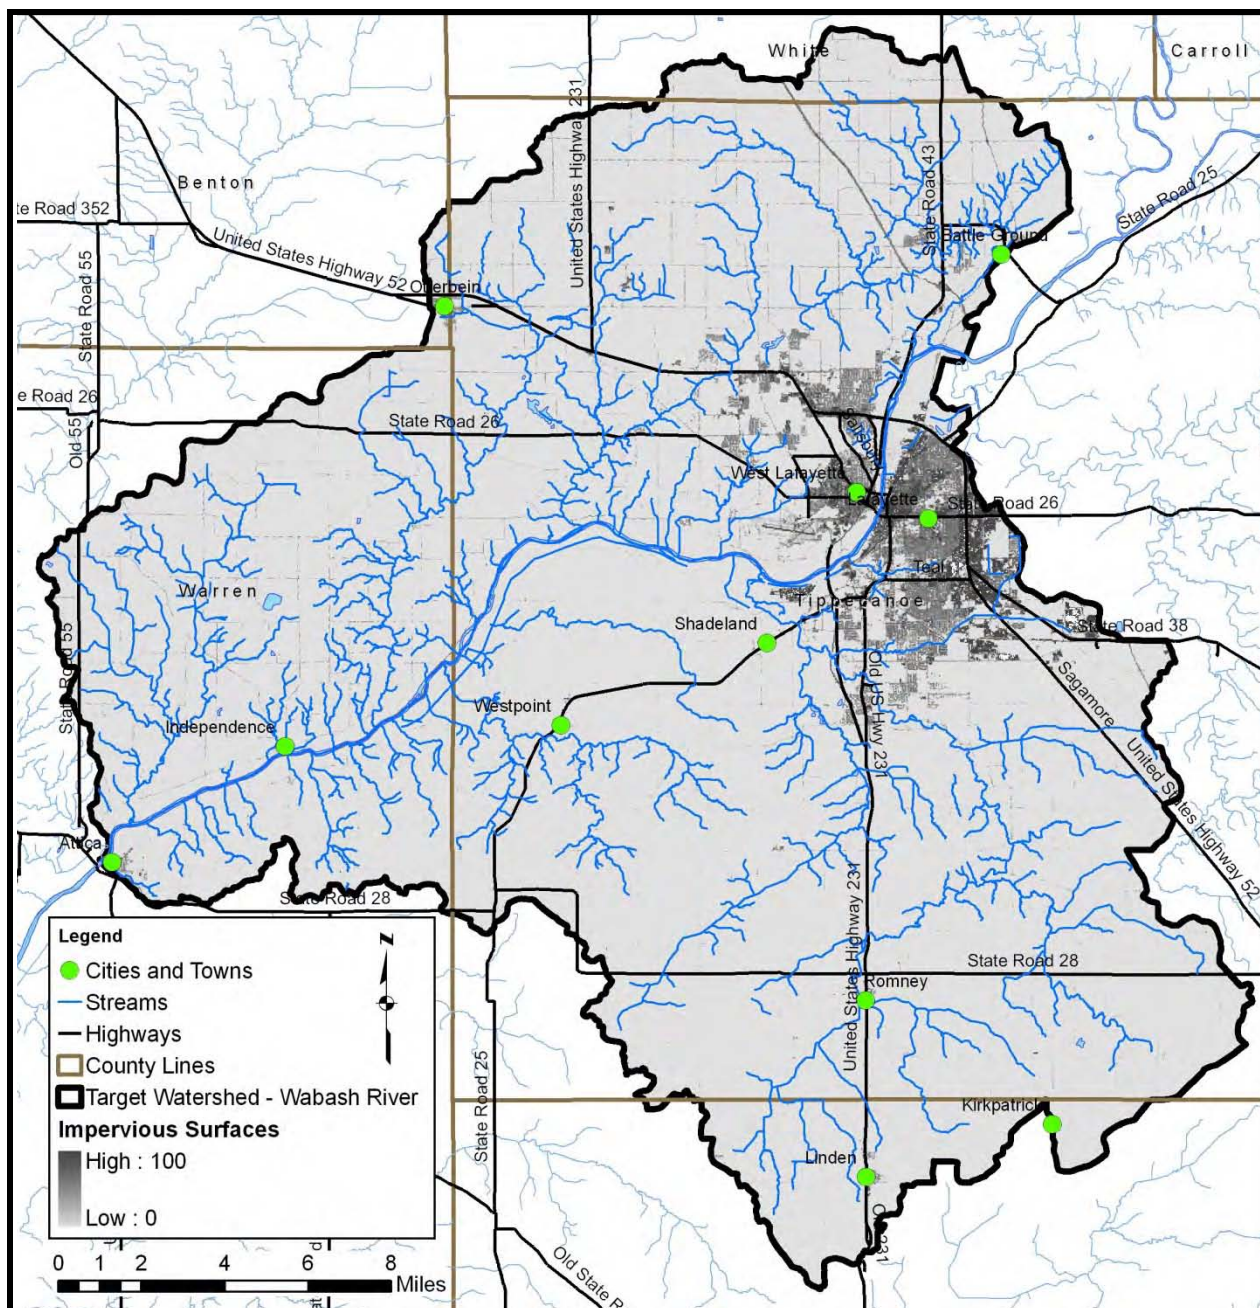 White
Carroll
United States Highway 231
State Road 43
State Road 25
Benton
te Road 352
United States Highway 52
Battle Ground
State Road 55
Otterbein
e Road 26
Old 55
State Road 26
Salisbury
West Lafayette
Lafayette
State Road 26
Teal
Warren
Tippecanoe
Shadeland
State Road 38
State Road 55
Old US Hwy 231
Sagamore
Westpoint
Independence
United States Highway 52
Attica
State Road 28
United States Highway 231
State Road 28
Romney
State Road 25
Kirkpatrick
Linden
Old 231
Old State R
Legend
Cities and Towns
Streams
Highways
County Lines
Target Watershed - Wabash River
Impervious Surfaces
High : 100
Low : 0
N
0 1 2 4 6 8 Miles